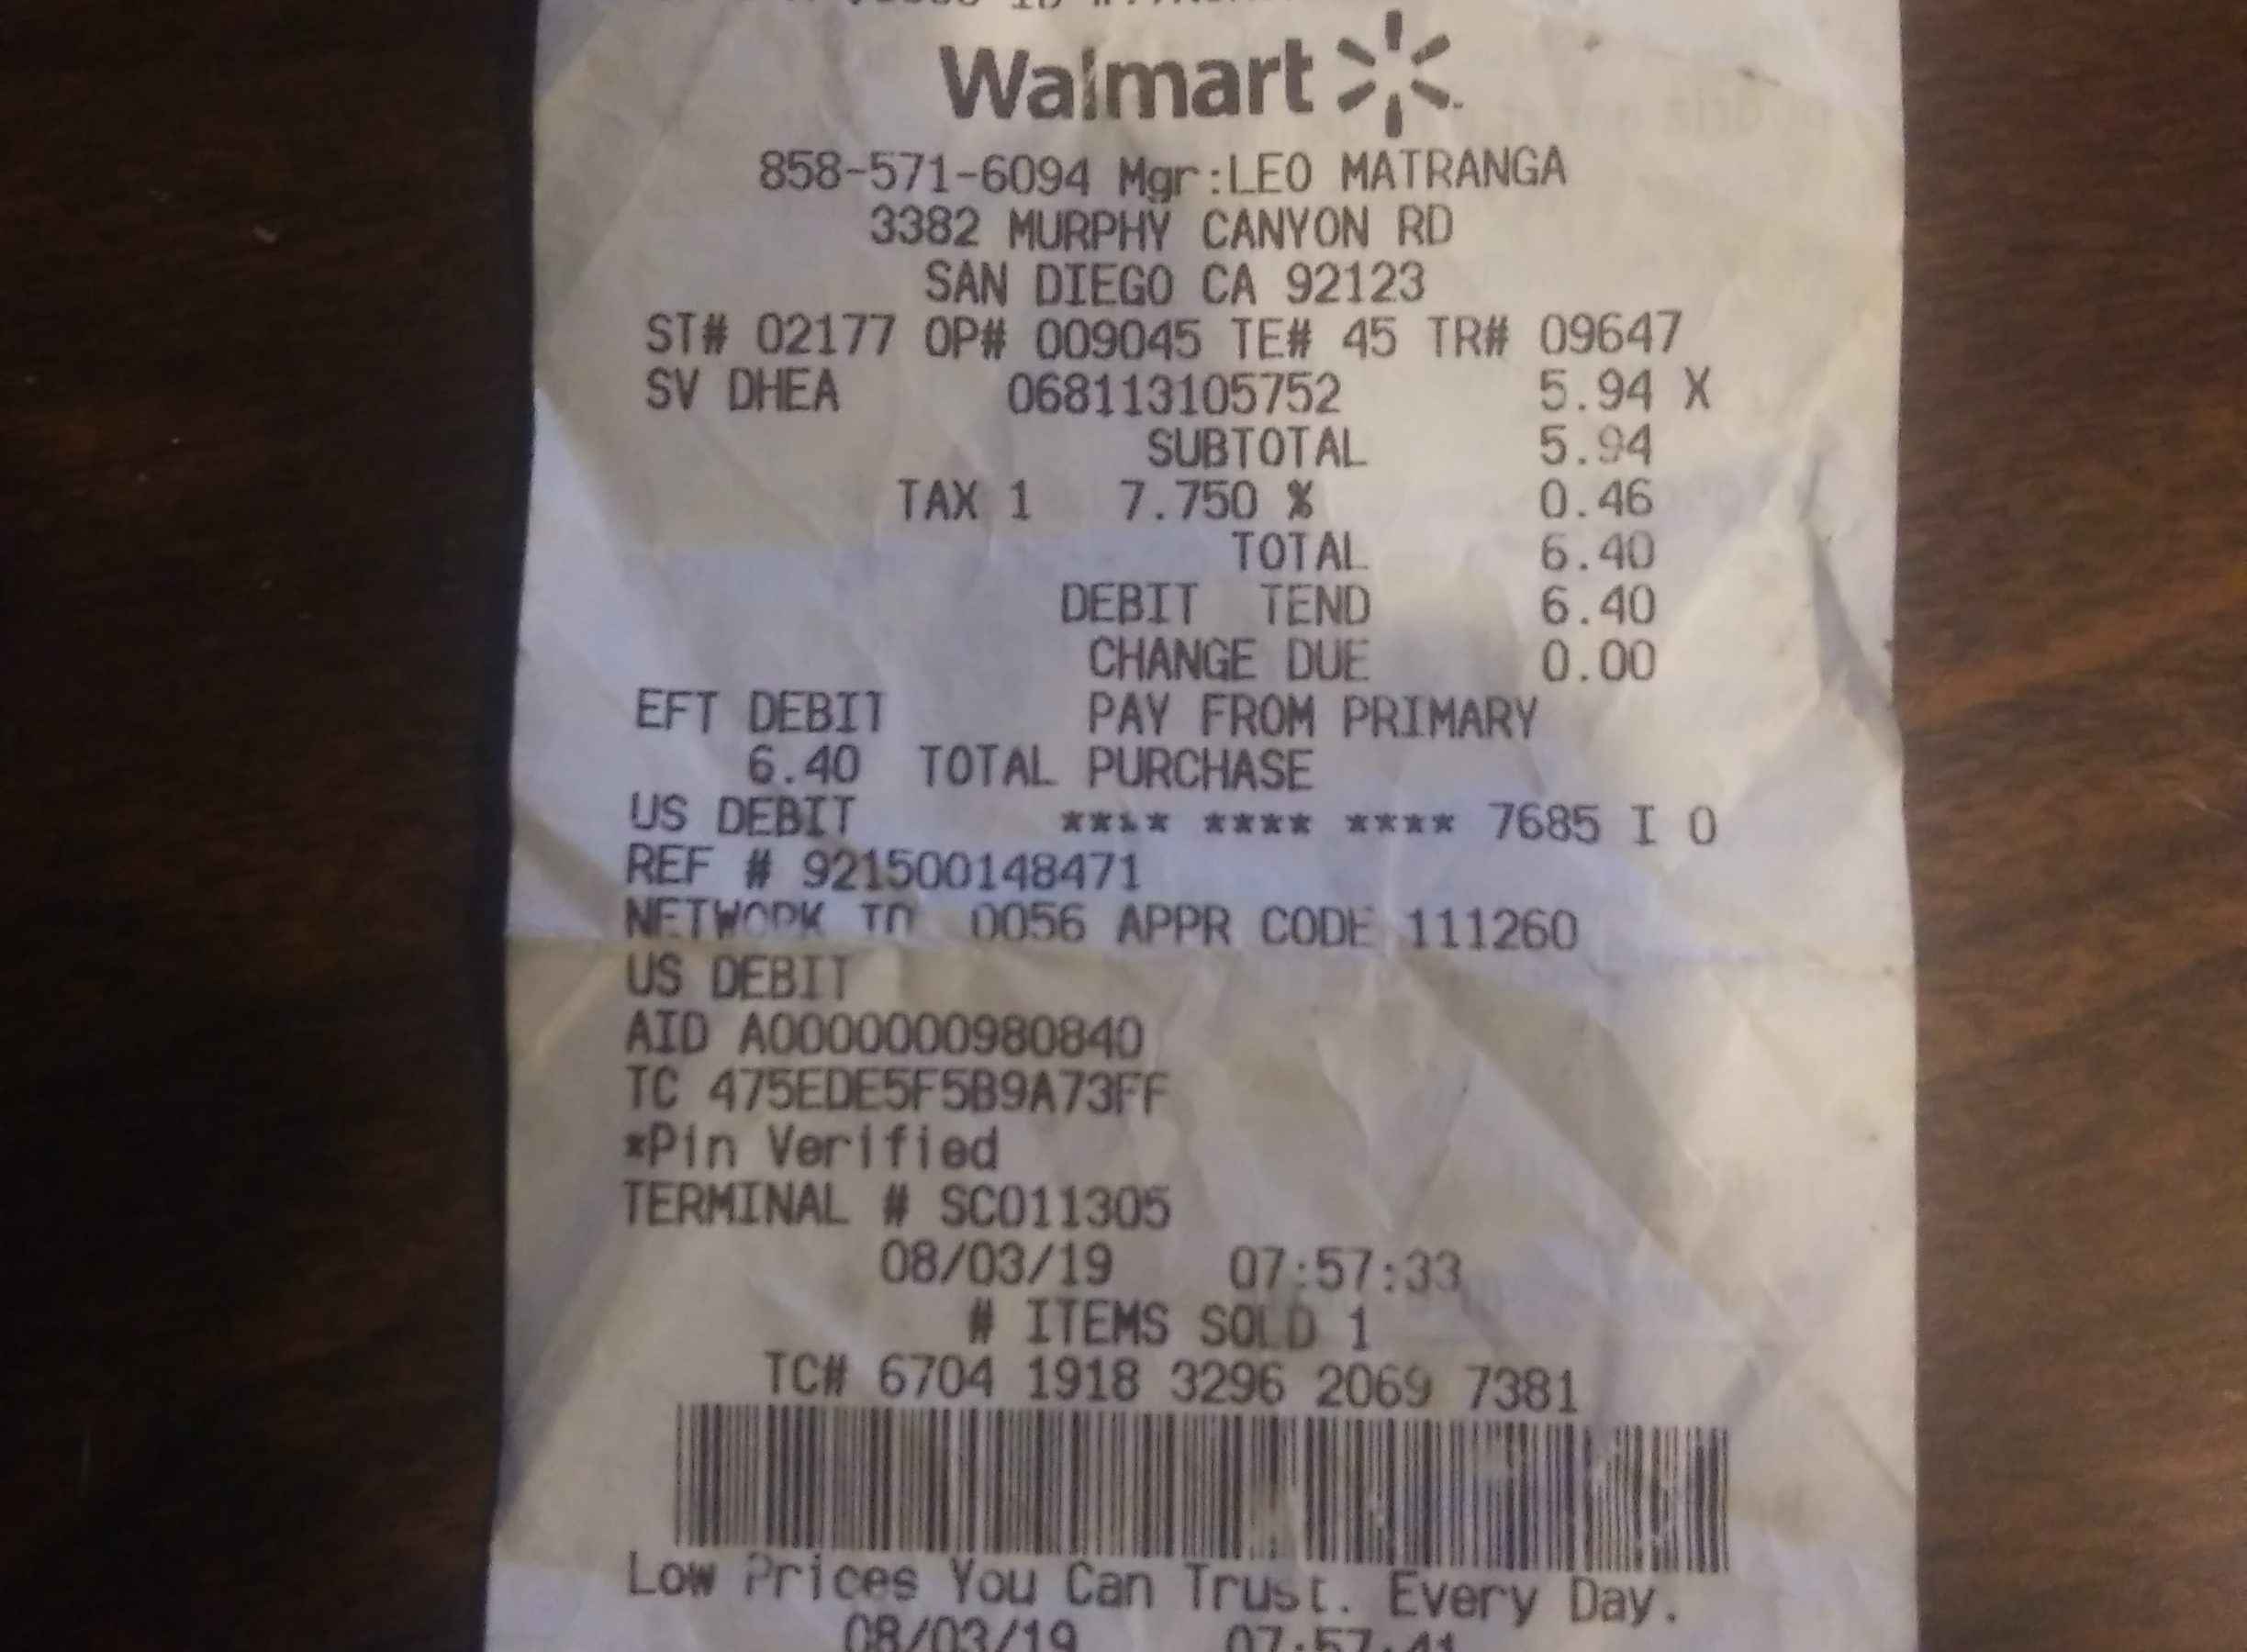 Walmart
858-571-6094 Mgr:LEO MATRANGA
3382 MURPHY CANYON RD
SAN DIEGO CA 92123
ST# 02177 OP# 009045 TE# 45 TR# 09647
SV DHEA 068113105752 5.94 X
SUBTOTAL 5.94
TAX 1 7.750 % 0.46
TOTAL 6.40
DEBIT TEND 6.40
CHANGE DUE 0.00
EFT DEBIT PAY FROM PRIMARY
6.40 TOTAL PURCHASE
US DEBIT **** **** **** 7685 I 0
REF # 921500148471
NETWORK ID 0056 APPR CODE 111260
US DEBIT
AID A0000000980840
TC 475EDE5F5B9A73FF
*Pin Verified
TERMINAL # SC011305
08/03/19 07:57:33
# ITEMS SOLD 1
TC# 6704 1918 3296 2069 7381
Low Prices You Can Trust. Every Day.
08/03/19 07:57:41